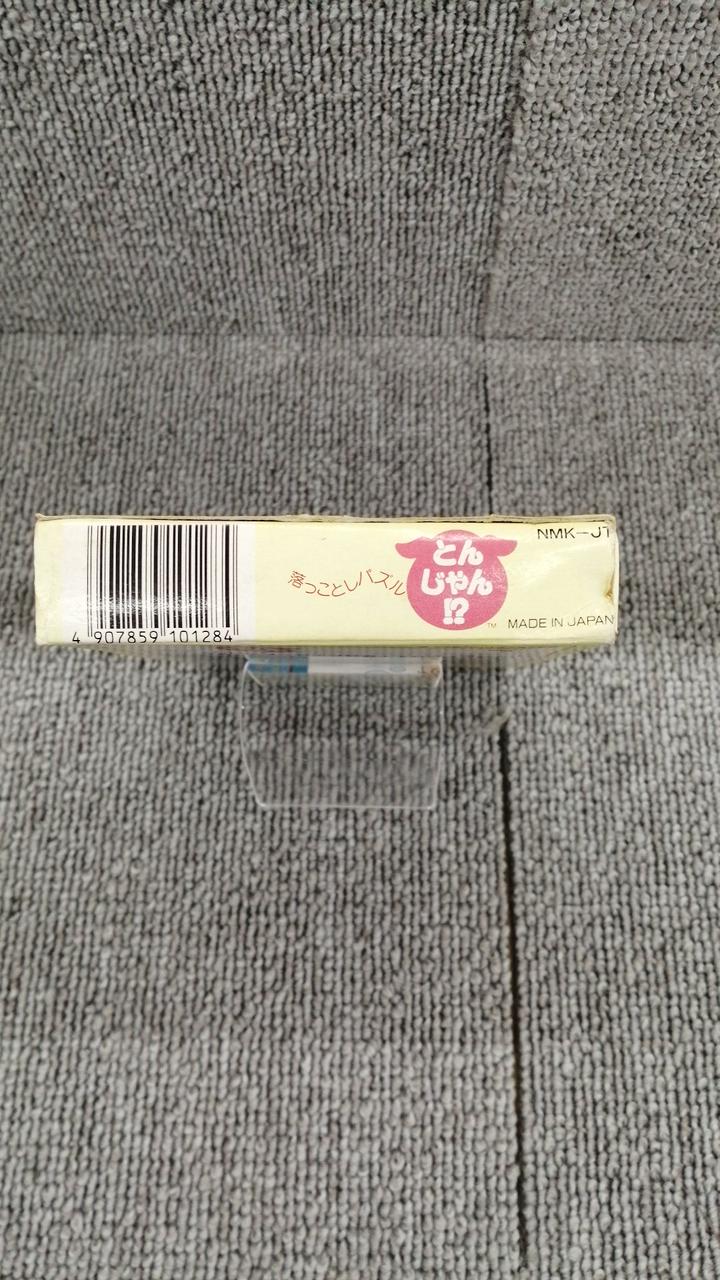 4 907859 101284
落っことしパズル
とん
じゃん
!?
TM
NMK-J1
MADE IN JAPAN